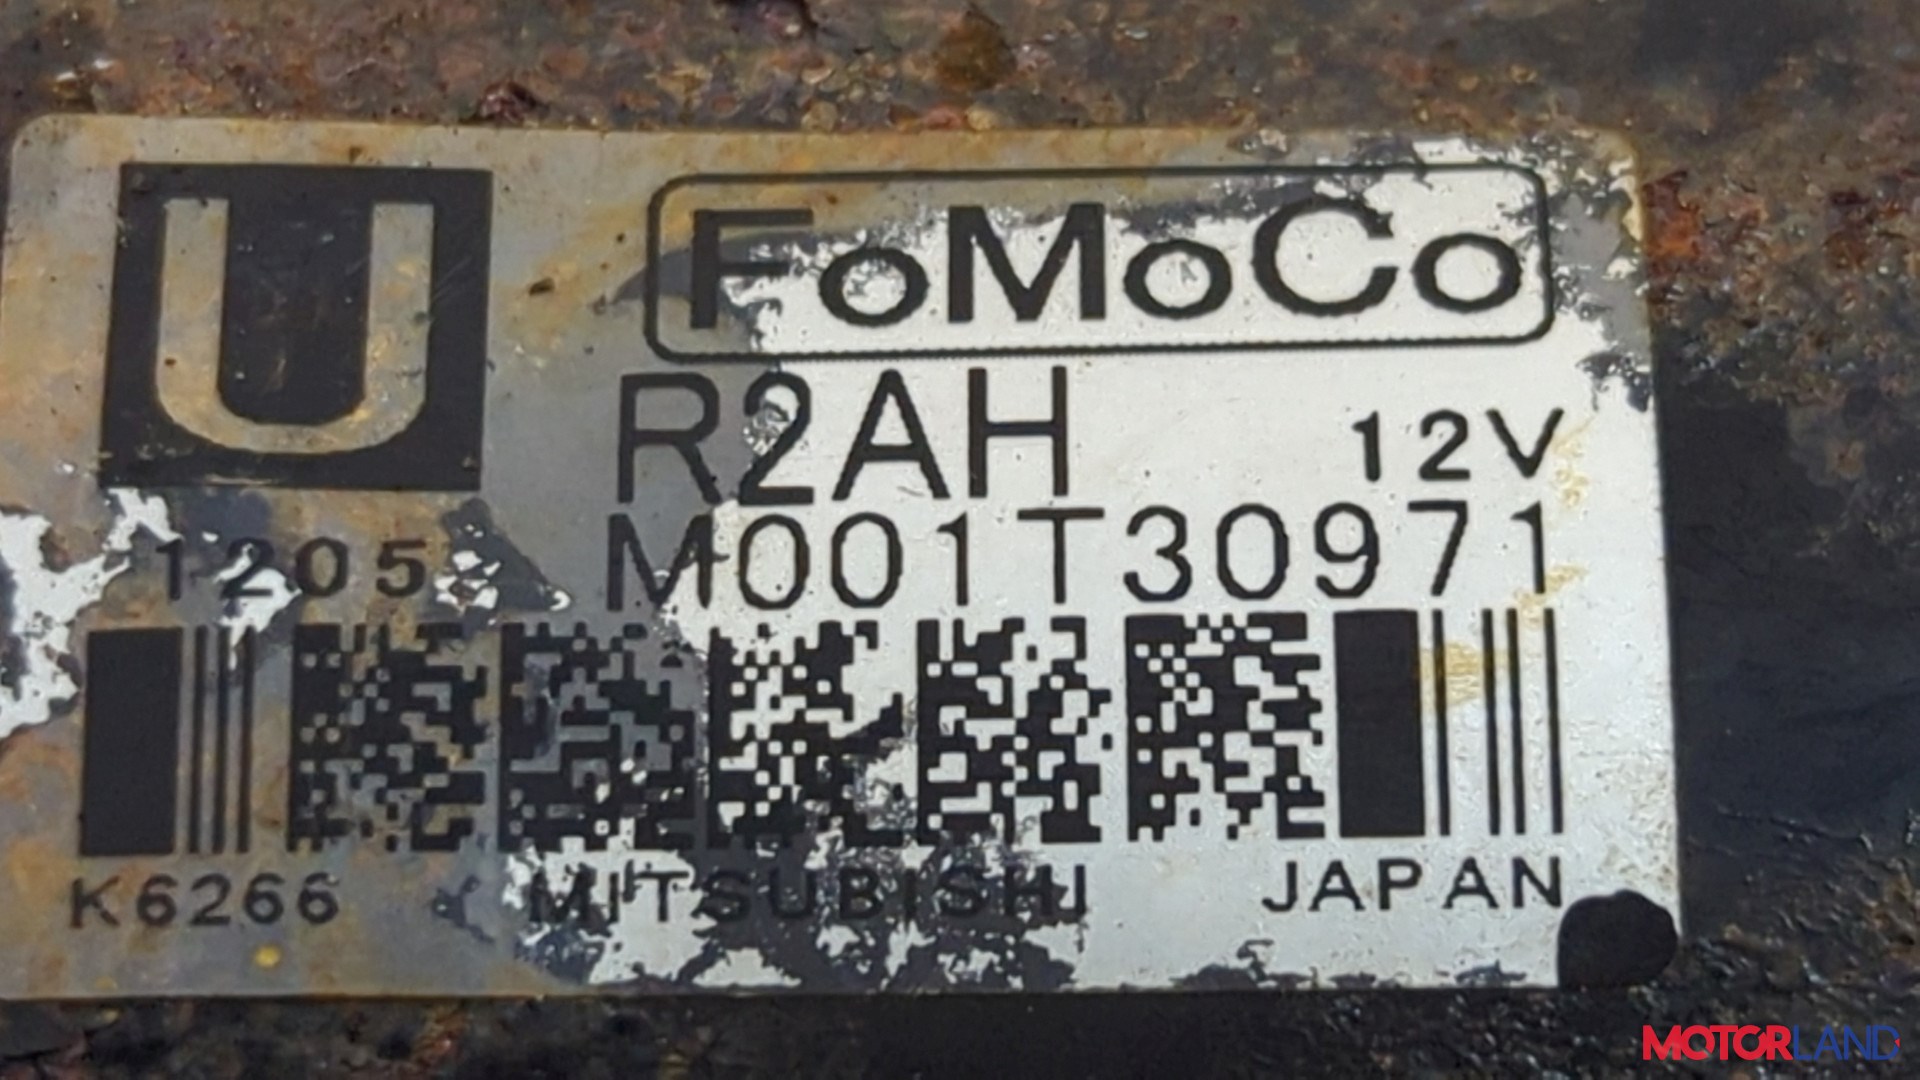 U
FoMoCo
R2AH
12V
1205
M001T30971
K6266
MITSUBISHI
JAPAN
MOTORLAND